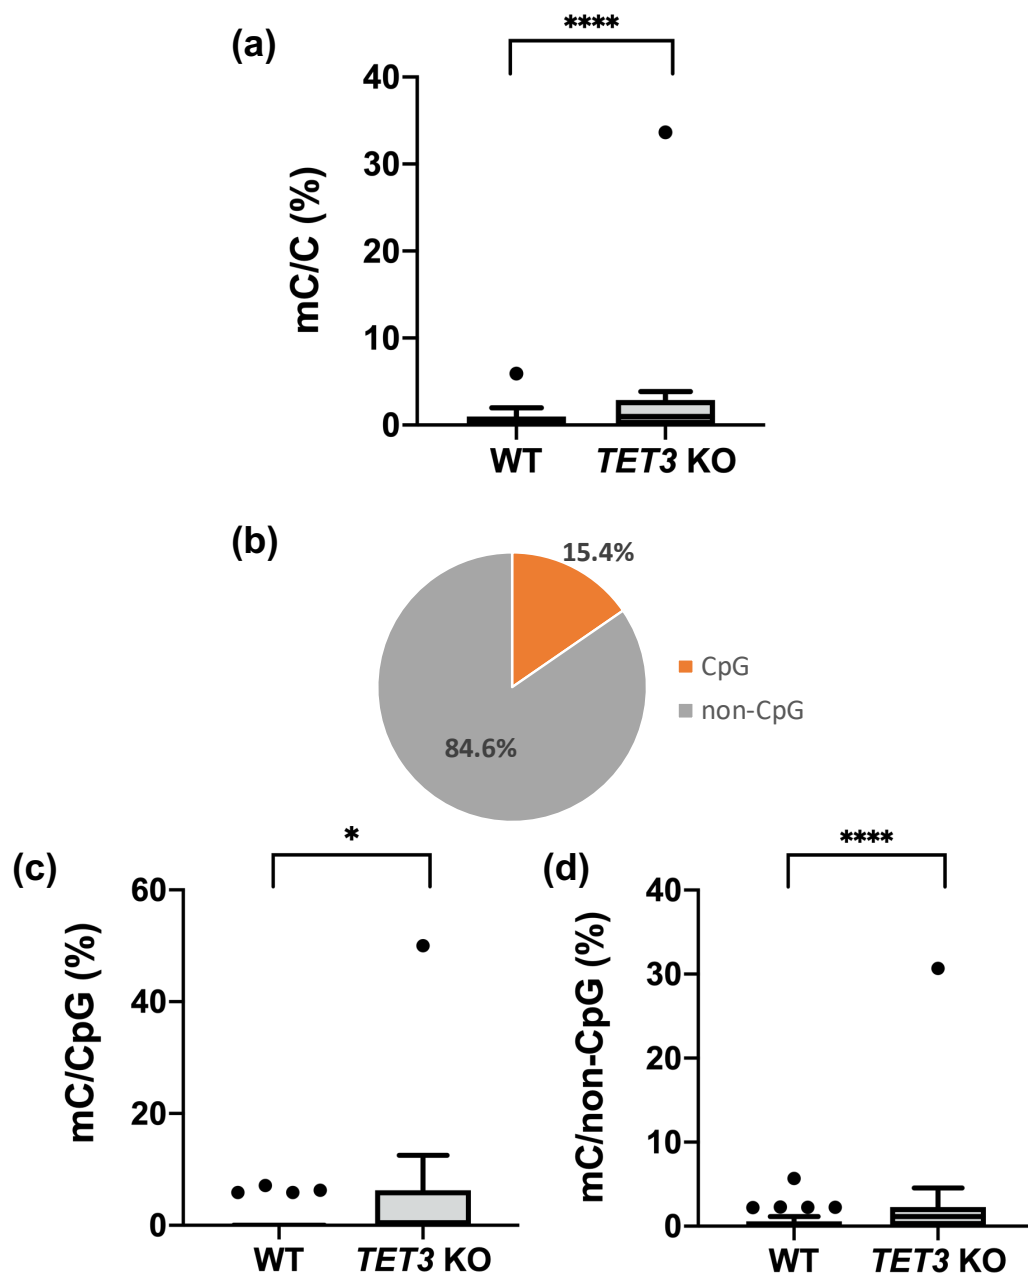 (a)
****
mC/C (%)
40
30
20
10
0
WT TET3 KO
(b)
15.4%
84.6%
CpG
non-CpG
(c)
*
mC/CpG (%)
60
40
20
0
WT TET3 KO
(d)
****
mC/non-CpG (%)
40
30
20
10
0
WT TET3 KO